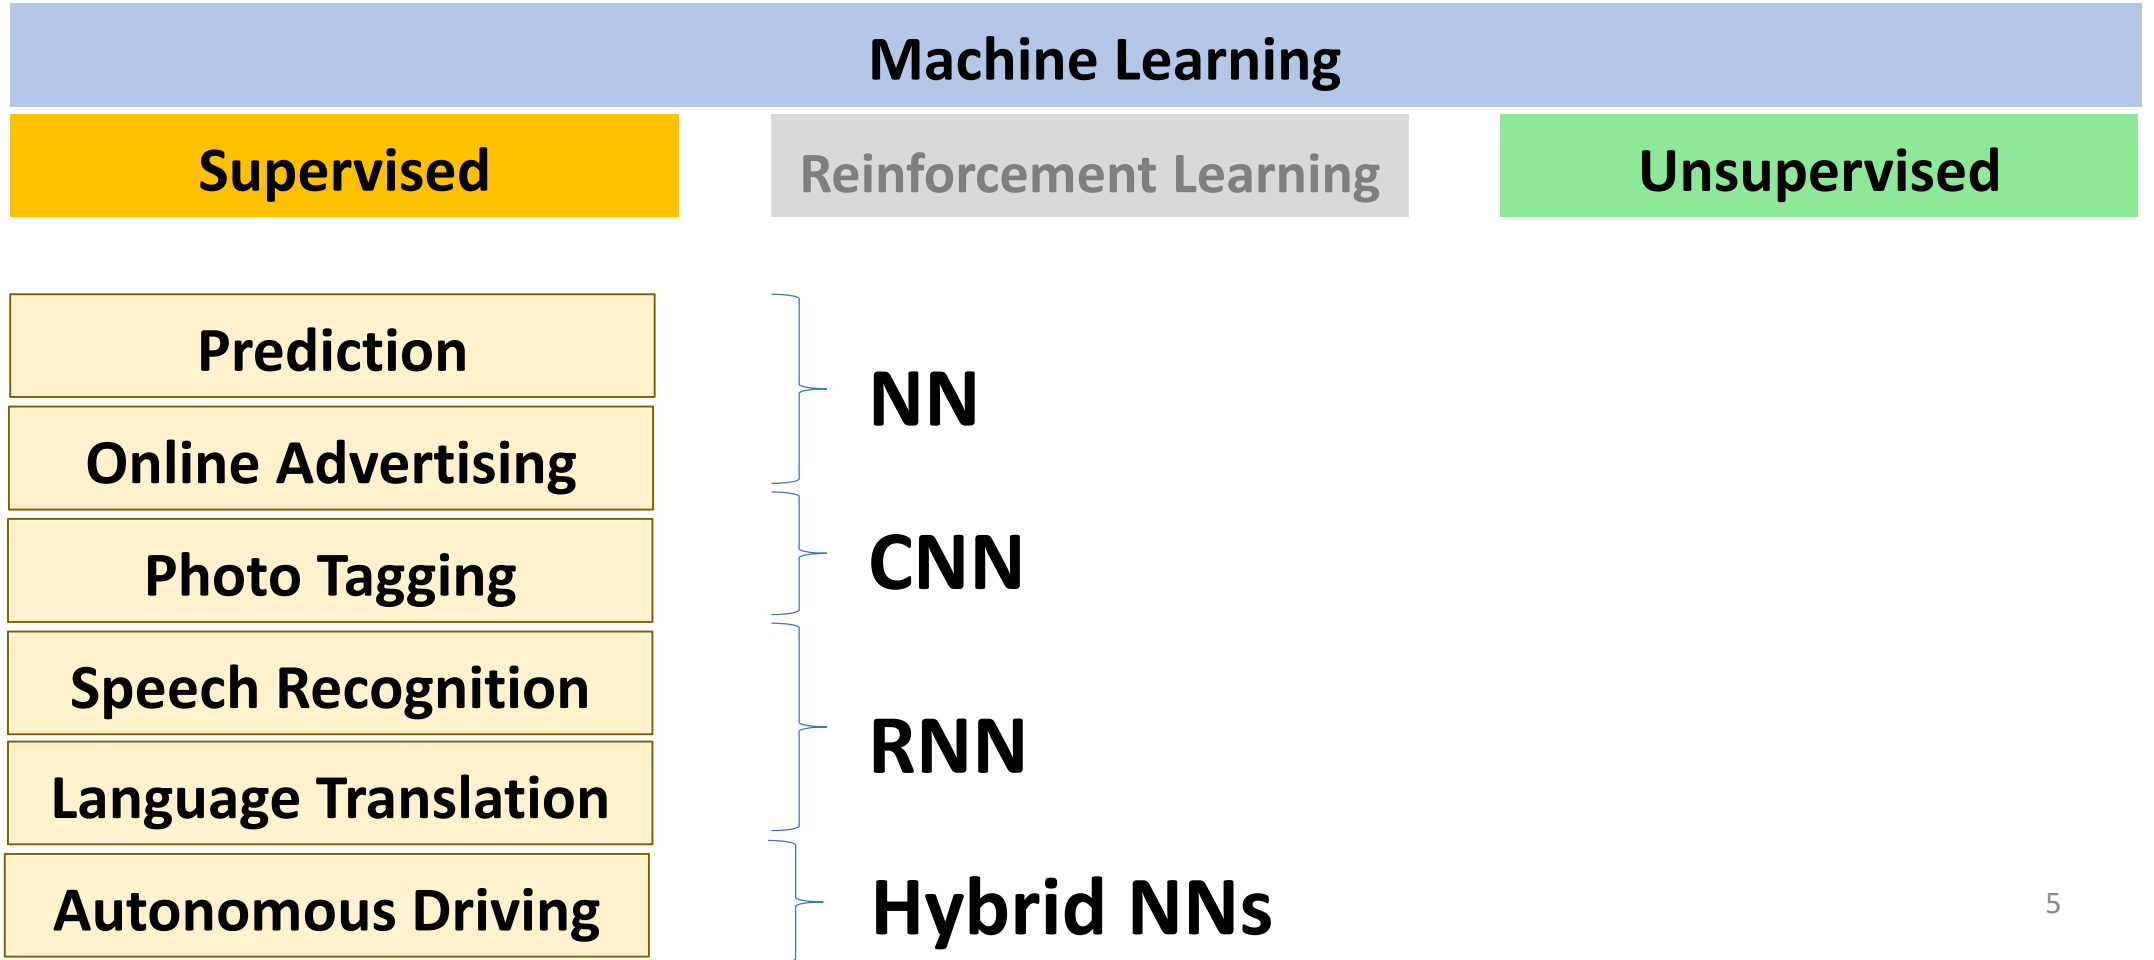 Machine Learning
Supervised
Reinforcement Learning
Unsupervised
Prediction
Online Advertising
NN
Photo Tagging
CNN
Speech Recognition
Language Translation
RNN
Autonomous Driving
Hybrid NNs
5